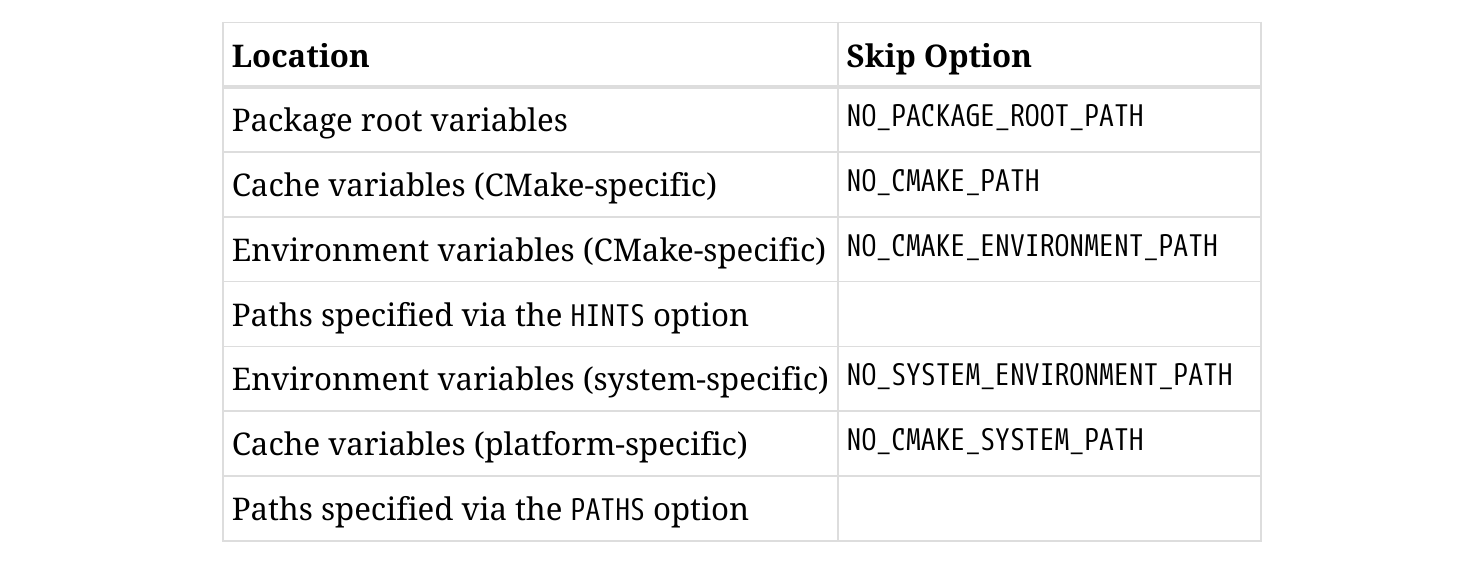 Location Skip Option
Package root variables NO_PACKAGE_ROOT_PATH
Cache variables (CMake-specific) NO_CMAKE_PATH
Environment variables (CMake-specific) NO_CMAKE_ENVIRONMENT_PATH
Paths specified via the HINTS option
Environment variables (system-specific) NO_SYSTEM_ENVIRONMENT_PATH
Cache variables (platform-specific) NO_CMAKE_SYSTEM_PATH
Paths specified via the PATHS option